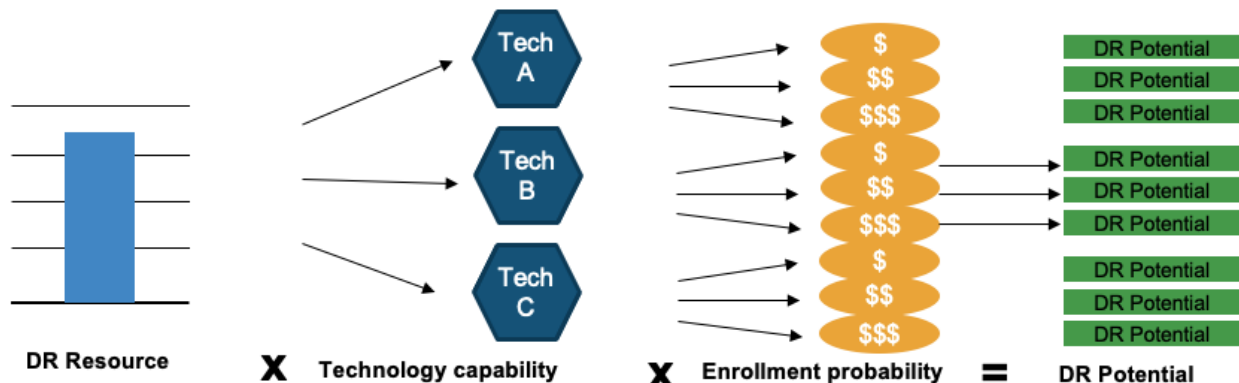 Tech
A
Tech
B
Tech
C
$
$$
$$$
$
$$
$$$
$
$$
$$$
DR Potential
DR Potential
DR Potential
DR Potential
DR Potential
DR Potential
DR Potential
DR Potential
DR Potential
DR Resource X Technology capability X Enrollment probability = DR Potential